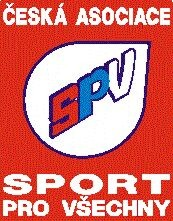 ČESKÁ ASOCIACE
SPV
SPORT
PRO VŠECHNY